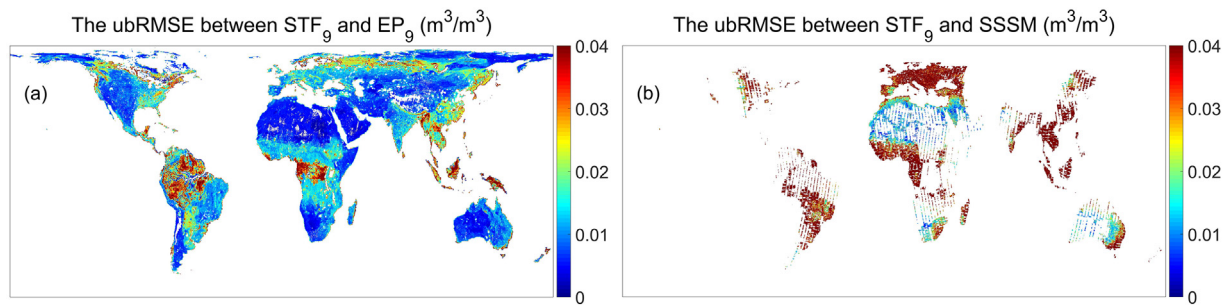 The ubRMSE between STF₉ and EP₉ (m³/m³)
(a)
0.04
0.03
0.02
0.01
0
The ubRMSE between STF₉ and SSSM (m³/m³)
(b)
0.04
0.03
0.02
0.01
0